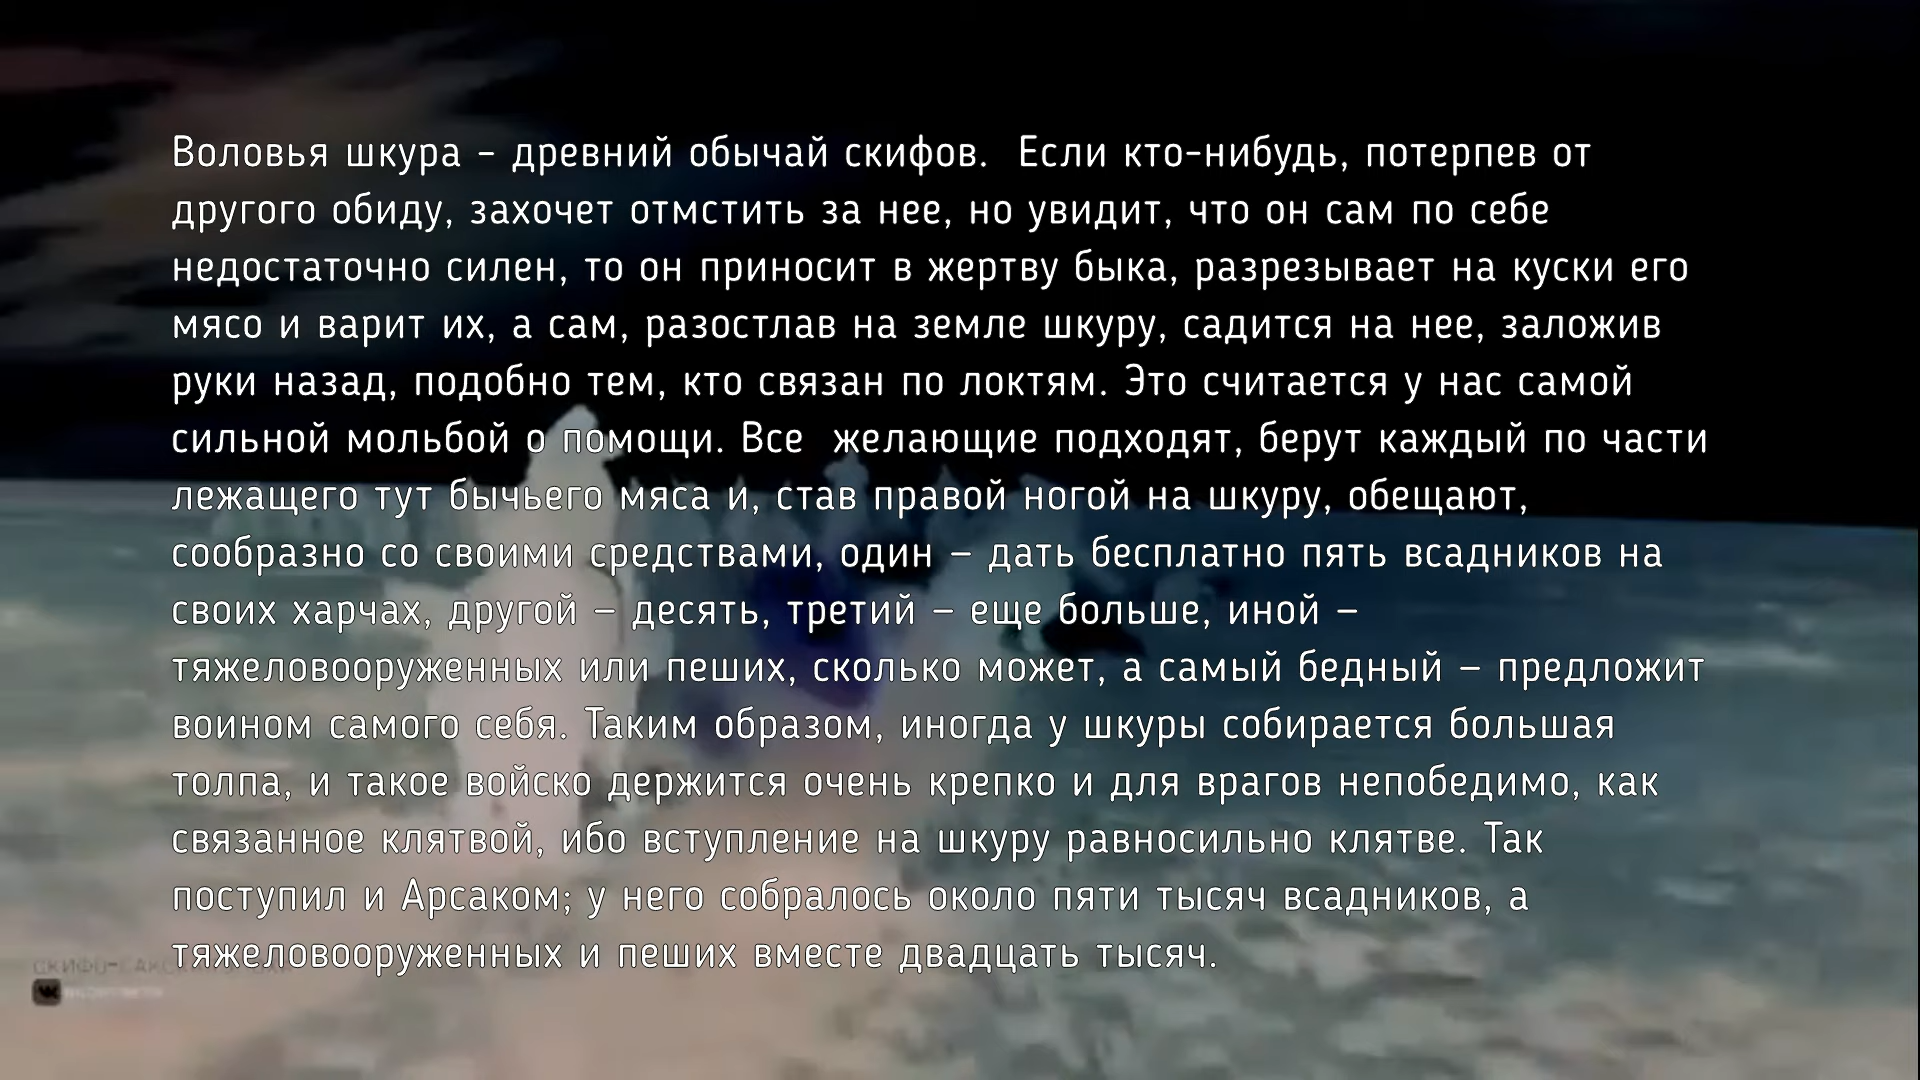 Воловья шкура – древний обычай скифов.  Если кто-нибудь, потерпев от
другого обиду, захочет отмстить за нее, но увидит, что он сам по себе
недостаточно силен, то он приносит в жертву быка, разрезывает на куски его
мясо и варит их, а сам, разостлав на земле шкуру, садится на нее, заложив
руки назад, подобно тем, кто связан по локтям. Это считается у нас самой
сильной мольбой о помощи. Все  желающие подходят, берут каждый по части
лежащего тут бычьего мяса и, став правой ногой на шкуру, обещают,
сообразно со своими средствами, один — дать бесплатно пять всадников на
своих харчах, другой — десять, третий — еще больше, иной —
тяжеловооруженных или пеших, сколько может, а самый бедный — предложит
воином самого себя. Таким образом, иногда у шкуры собирается большая
толпа, и такое войско держится очень крепко и для врагов непобедимо, как
связанное клятвой, ибо вступление на шкуру равносильно клятве. Так
поступил и Арсаком; у него собралось около пяти тысяч всадников, а
тяжеловооруженных и пеших вместе двадцать тысяч.